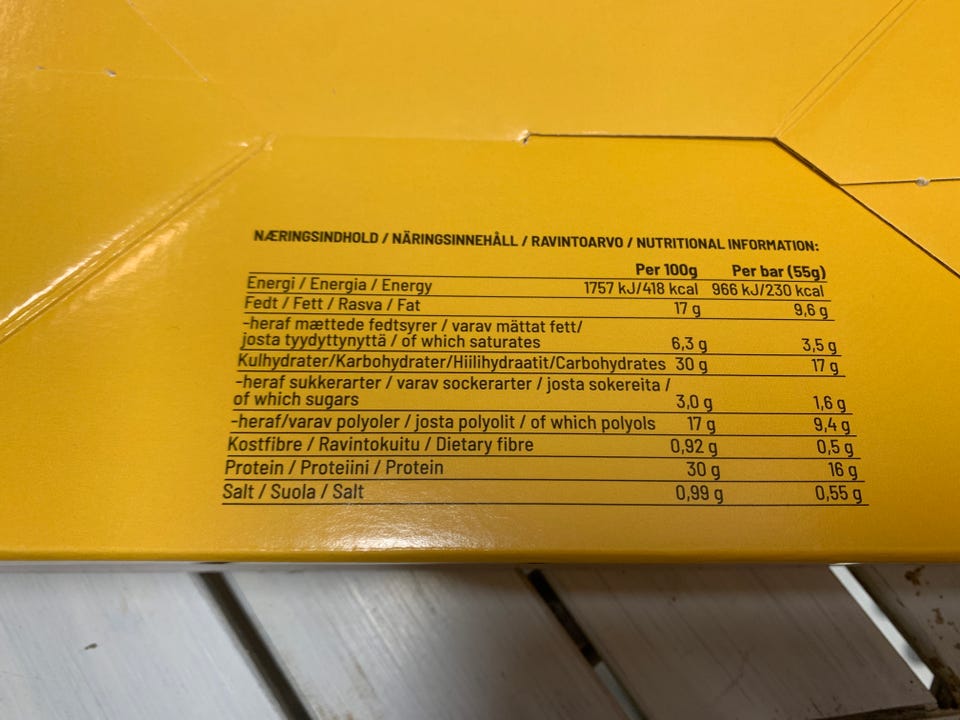 NÆRINGSINDHOLD / NÄRINGSINNEHÅLL / RAVINTOARVO / NUTRITIONAL INFORMATION:
Per 100g Per bar (55g)
Energi / Energia / Energy 1757 kJ/418 kcal 966 kJ/230 kcal
Fedt / Fett / Rasva / Fat 17 g 9,6 g
-heraf mættede fedtsyrer / varav mättat fett/
josta tyydyttynyttä / of which saturates 6,3 g 3,5 g
Kulhydrater/Karbohydrater/Hiilihydraatit/Carbohydrates 30 g 17 g
-heraf sukkerarter / varav sockerarter / josta sokereita /
of which sugars 3,0 g 1,6 g
-heraf/varav polyoler / josta polyolit / of which polyols 17 g 9,4 g
Kostfibre / Ravintokuitu / Dietary fibre 0,92 g 0,5 g
Protein / Proteiini / Protein 30 g 16 g
Salt / Suola / Salt 0,99 g 0,55 g